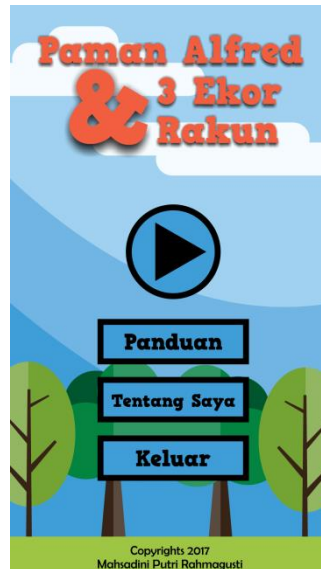 Paman Alfred
& 3 Ekor
Rakun
Panduan
Tentang Saya
Keluar
Copyrights 2017
Mahsadini Putri Rahmagusti